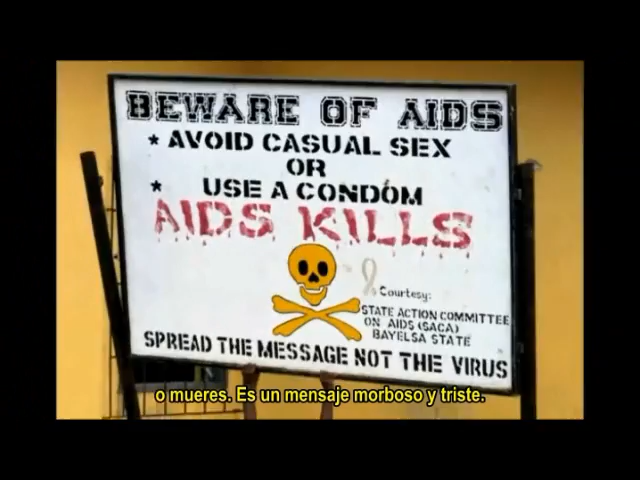 BEWARE OF AIDS
* AVOID CASUAL SEX
OR
* USE A CONDOM
AIDS KILLS
Courtesy:
STATE ACTION COMMITTEE
ON AIDS (SACA)
BAYELSA STATE
SPREAD THE MESSAGE NOT THE VIRUS
o mueres. Es un mensaje morboso y triste.